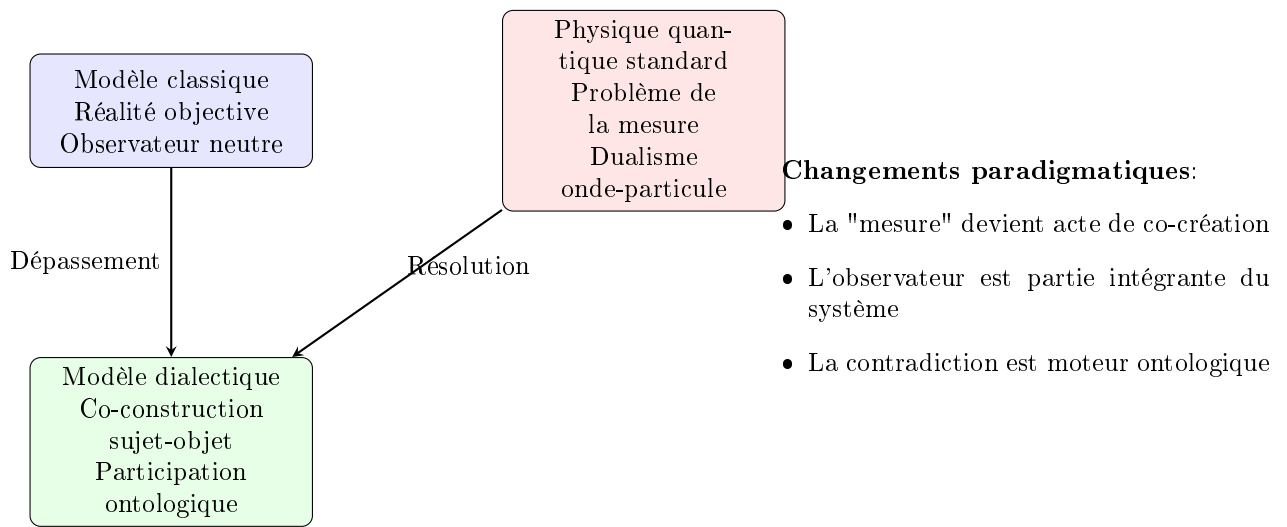 Modèle classique
Réalité objective
Observateur neutre
Physique quan-
tique standard
Problème de
la mesure
Dualisme
onde-particule
Dépassement
Résolution
Modèle dialectique
Co-construction
sujet-objet
Participation
ontologique
Changements paradigmatiques:
• La "mesure" devient acte de co-création
• L'observateur est partie intégrante du
système
• La contradiction est moteur ontologique